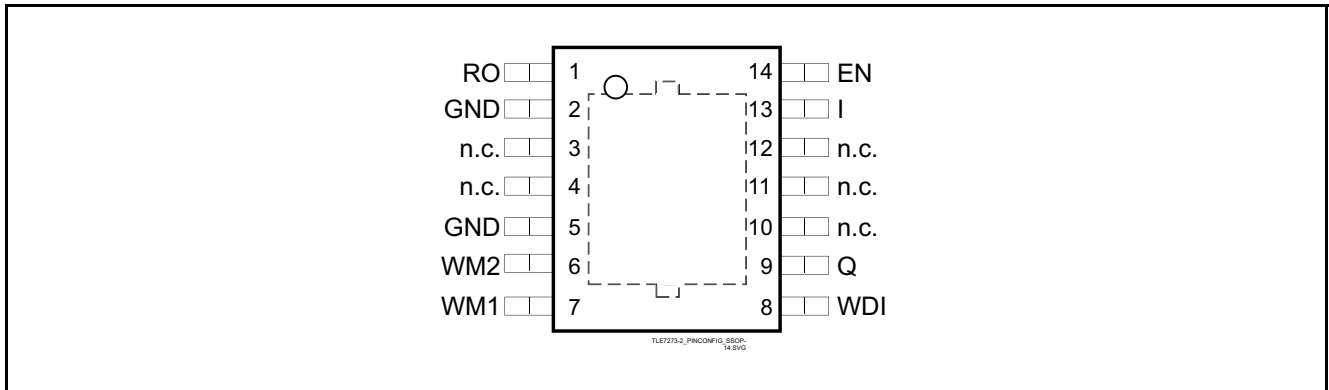 RO 1 14 EN
GND 2 13 I
n.c. 3 12 n.c.
n.c. 4 11 n.c.
GND 5 10 n.c.
WM2 6 9 Q
WM1 7 8 WDI
TLE7273-2_PINCONFIG_SSOP-
14.SVG